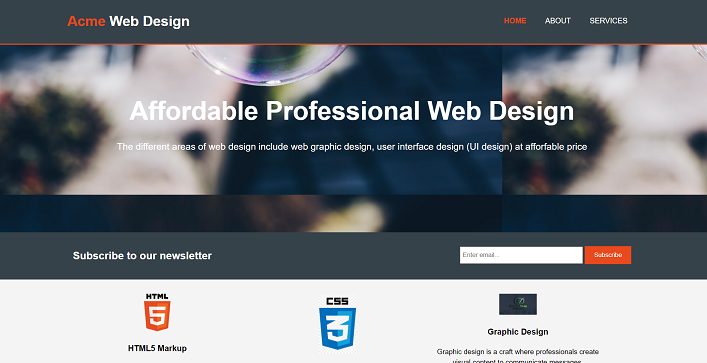 Acme Web Design
HOME ABOUT SERVICES
Affordable Professional Web Design
The different areas of web design include web graphic design, user interface design (UI design) at afforfable price
Subscribe to our newsletter
Enter email...
Subscribe
HTML
5
HTML5 Markup
CSS
3
Graphic Design
Graphic design is a craft where professionals create
visual content to communicate messages